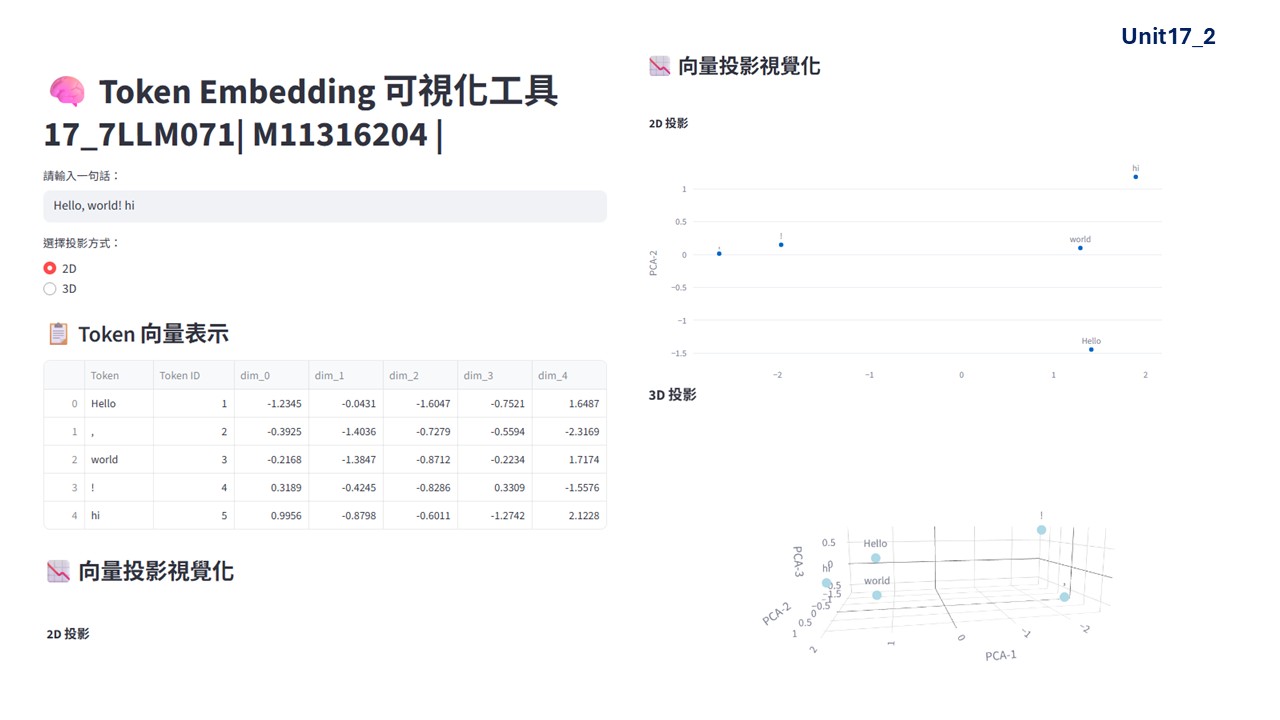 Unit17_2
Token Embedding 可視化工具
17_7LLM071| M11316204 |
請輸入一句話：
Hello, world! hi
選擇投影方式：
2D
3D
Token 向量表示
Token Token ID dim_0 dim_1 dim_2 dim_3 dim_4
0 Hello 1 -1.2345 -0.0431 -1.6047 -0.7521 1.6487
1 , 2 -0.3925 -1.4036 -0.7279 -0.5594 -2.3169
2 world 3 -0.2168 -1.3847 -0.8712 -0.2234 1.7174
3 ! 4 0.3189 -0.4245 -0.8286 0.3309 -1.5576
4 hi 5 0.9956 -0.8798 -0.6011 -1.2742 2.1228
向量投影視覺化
2D 投影
向量投影視覺化
2D 投影
hi
1
0.5
world
!
,
0
PCA-2
−0.5
−1
Hello
−1.5
−2 −1 0 1 2
3D 投影
!
0.5
Hello
PCA-3
0
hi
world
,
−0.5
−1.5
−1
−0.5
PCA-2
0
0.5
1
2 1 0 −1 −2
PCA-1